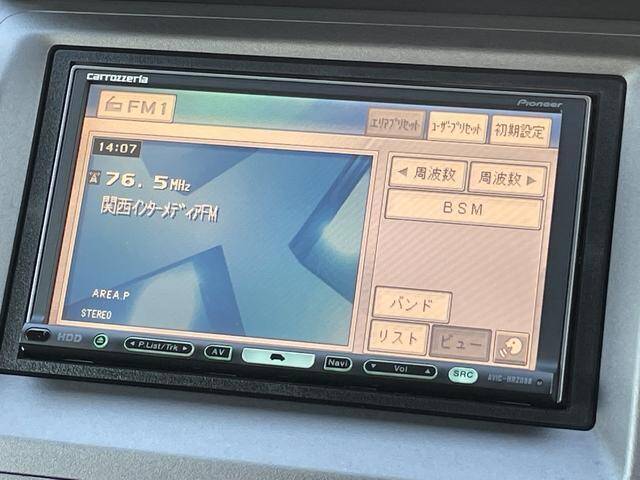 carrozzeria
Pioneer
FM1
エリアプリセット ユーザープリセット 初期設定
14:07
76.5MHz
関西インターメディアFM
◀ 周波数 周波数 ▶
BSM
AREA.P
STEREO
バンド
リスト ビュー
HDD ◀ P.List/Trk ▶ AV Navi ▼ Vol ▲ SRC